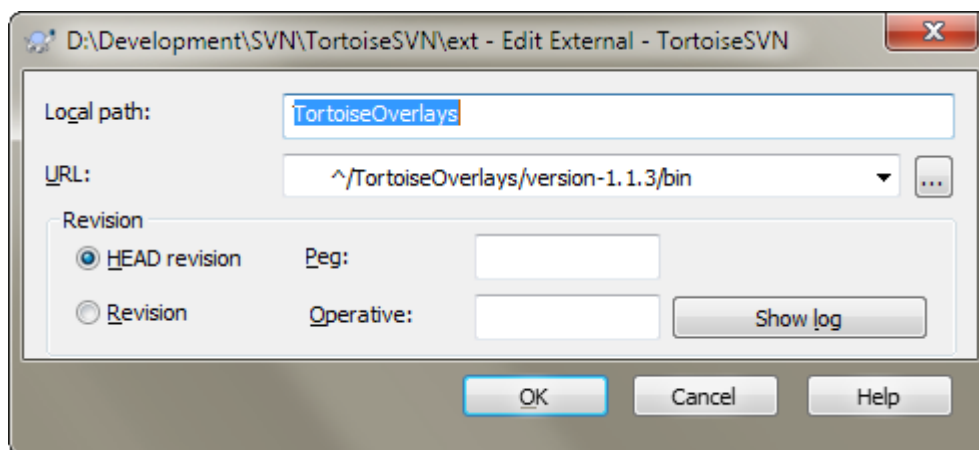 D:\Development\SVN\TortoiseSVN\ext - Edit External - TortoiseSVN
Local path: TortoiseOverlays
URL: ^/TortoiseOverlays/version-1.1.3/bin ...
Revision
HEAD revision Peg:
Revision Operative: Show log
OK Cancel Help